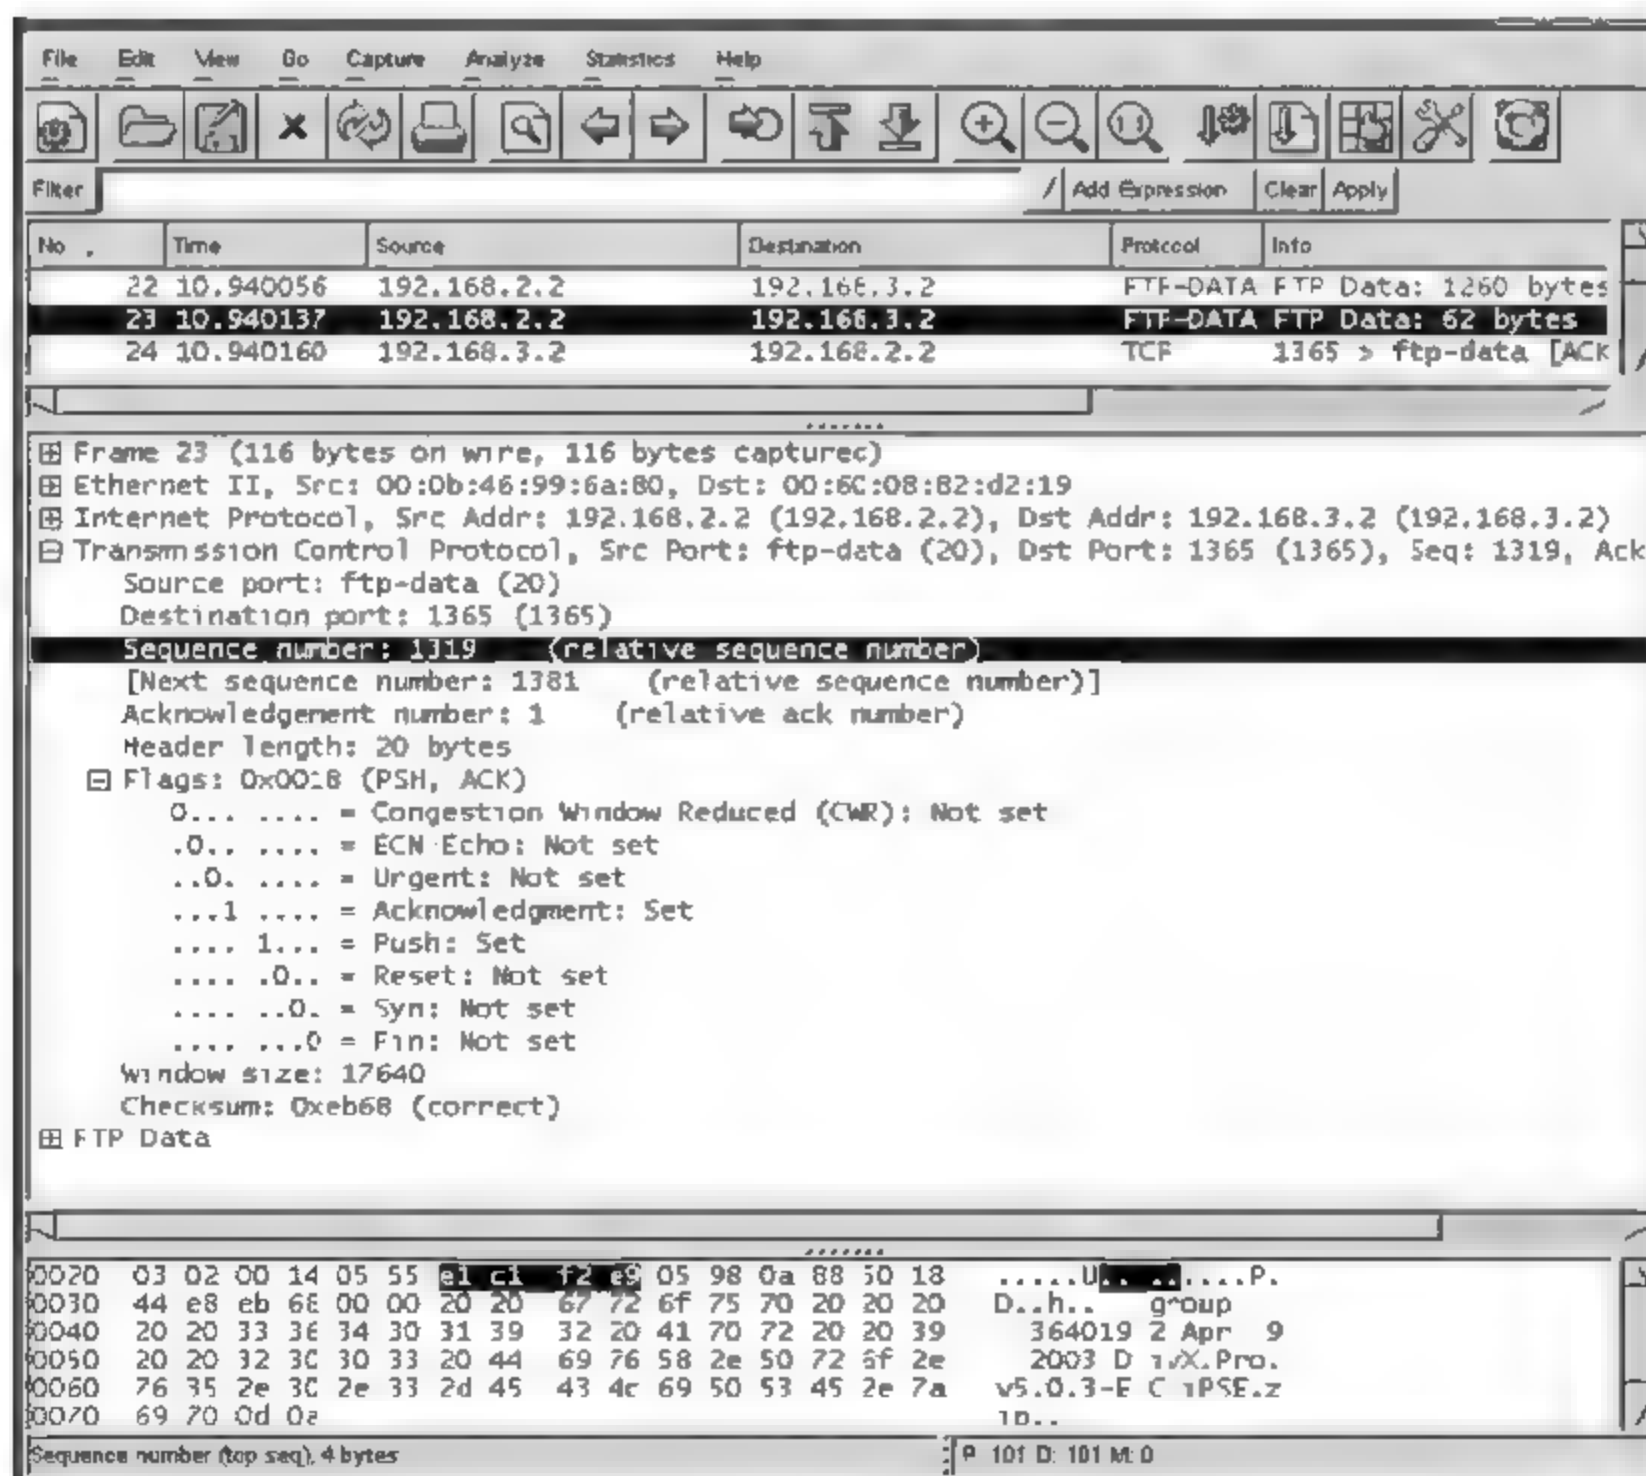 File Edit View Go Capture Analyze Statistics Help
Filter / Add Expression Clear Apply
No . Time Source Destination Protocol Info
22 10.940056 192.168.2.2 192.168.3.2 FTP-DATA FTP Data: 1260 bytes
23 10.940137 192.168.2.2 192.168.3.2 FTP-DATA FTP Data: 62 bytes
24 10.940160 192.168.3.2 192.168.2.2 TCP 1365 > ftp-data [ACK
Frame 23 (116 bytes on wire, 116 bytes captured)
Ethernet II, Src: 00:0b:46:99:6a:80, Dst: 00:60:08:82:d2:19
Internet Protocol, Src Addr: 192.168.2.2 (192.168.2.2), Dst Addr: 192.168.3.2 (192.168.3.2)
Transmission Control Protocol, Src Port: ftp-data (20), Dst Port: 1365 (1365), Seq: 1319, Ack
Source port: ftp-data (20)
Destination port: 1365 (1365)
Sequence number: 1319 (relative sequence number)
[Next sequence number: 1381 (relative sequence number)]
Acknowledgement number: 1 (relative ack number)
Header length: 20 bytes
Flags: 0x0018 (PSH, ACK)
0... .... = Congestion Window Reduced (CWR): Not set
.0.. .... = ECN-Echo: Not set
..0. .... = Urgent: Not set
...1 .... = Acknowledgment: Set
.... 1... = Push: Set
.... .0.. = Reset: Not set
.... ..0. = Syn: Not set
.... ...0 = Fin: Not set
Window size: 17640
Checksum: 0xeb68 (correct)
FTP Data
0020 03 02 00 14 05 55 e1 c1 f2 e9 05 98 0a 88 50 18 .....U.. ......P.
0030 44 e8 eb 68 00 00 20 20 67 72 6f 75 70 20 20 20 D..h.. group
0040 20 20 33 36 34 30 31 39 32 20 41 70 72 20 20 39 364019 2 Apr 9
0050 20 20 32 30 30 33 20 44 69 76 58 2e 50 72 6f 2e 2003 D ivX.Pro.
0060 76 35 2e 30 2e 33 2d 45 43 4c 69 50 53 45 2e 7a v5.0.3-E CLiPSE.z
0070 69 70 0d 0a ip..
Sequence number (tcp seq), 4 bytes P: 101 D: 101 M: 0